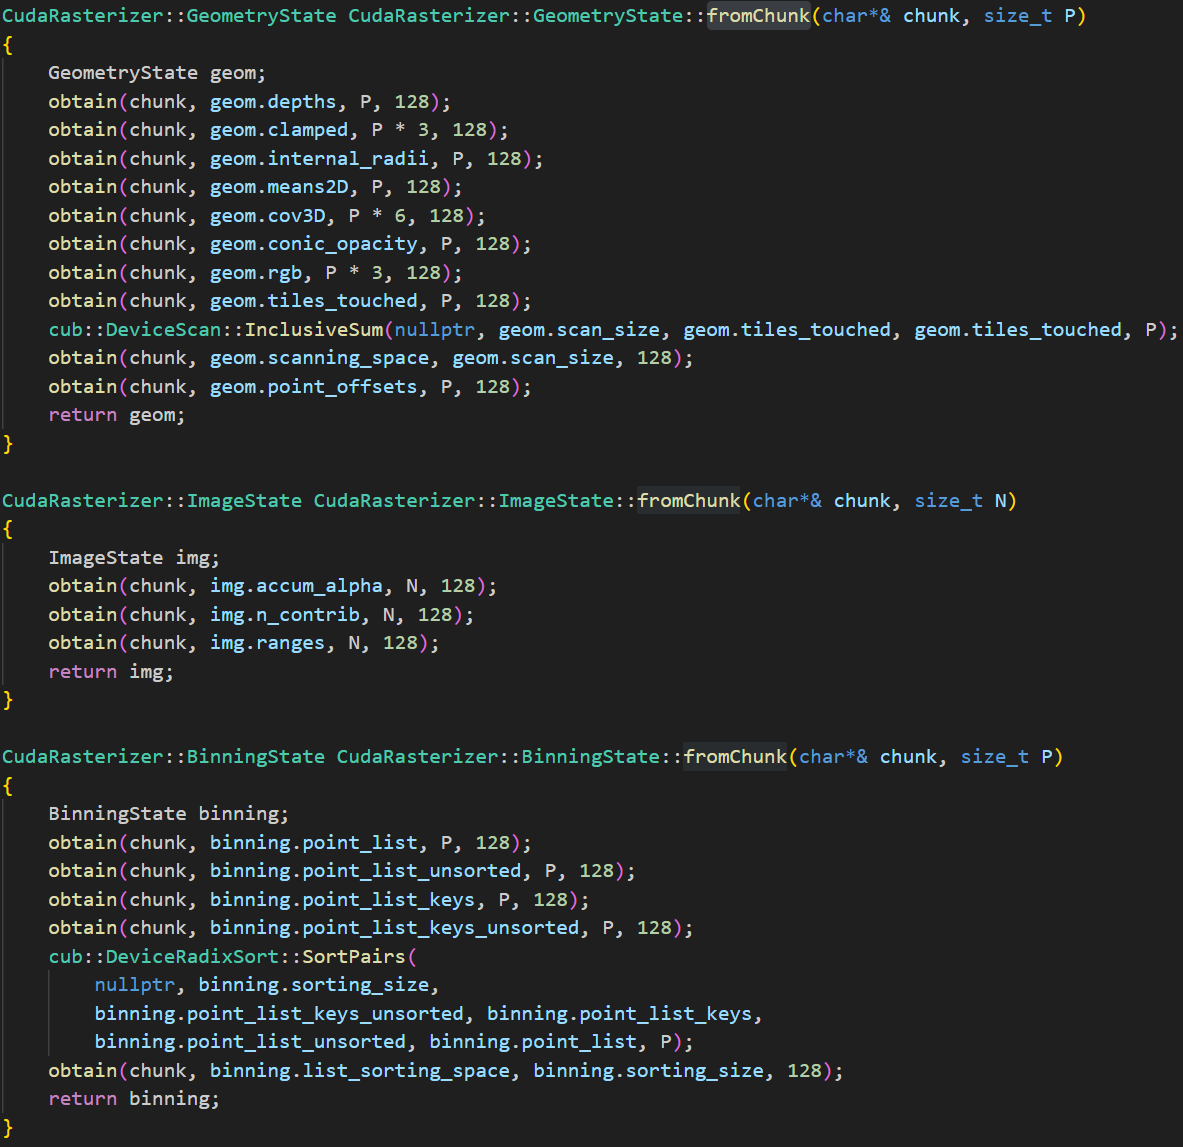 CudaRasterizer::GeometryState CudaRasterizer::GeometryState::fromChunk(char*& chunk, size_t P)
{
    GeometryState geom;
    obtain(chunk, geom.depths, P, 128);
    obtain(chunk, geom.clamped, P * 3, 128);
    obtain(chunk, geom.internal_radii, P, 128);
    obtain(chunk, geom.means2D, P, 128);
    obtain(chunk, geom.cov3D, P * 6, 128);
    obtain(chunk, geom.conic_opacity, P, 128);
    obtain(chunk, geom.rgb, P * 3, 128);
    obtain(chunk, geom.tiles_touched, P, 128);
    cub::DeviceScan::InclusiveSum(nullptr, geom.scan_size, geom.tiles_touched, geom.tiles_touched, P);
    obtain(chunk, geom.scanning_space, geom.scan_size, 128);
    obtain(chunk, geom.point_offsets, P, 128);
    return geom;
}

CudaRasterizer::ImageState CudaRasterizer::ImageState::fromChunk(char*& chunk, size_t N)
{
    ImageState img;
    obtain(chunk, img.accum_alpha, N, 128);
    obtain(chunk, img.n_contrib, N, 128);
    obtain(chunk, img.ranges, N, 128);
    return img;
}

CudaRasterizer::BinningState CudaRasterizer::BinningState::fromChunk(char*& chunk, size_t P)
{
    BinningState binning;
    obtain(chunk, binning.point_list, P, 128);
    obtain(chunk, binning.point_list_unsorted, P, 128);
    obtain(chunk, binning.point_list_keys, P, 128);
    obtain(chunk, binning.point_list_keys_unsorted, P, 128);
    cub::DeviceRadixSort::SortPairs(
        nullptr, binning.sorting_size,
        binning.point_list_keys_unsorted, binning.point_list_keys,
        binning.point_list_unsorted, binning.point_list, P);
    obtain(chunk, binning.list_sorting_space, binning.sorting_size, 128);
    return binning;
}